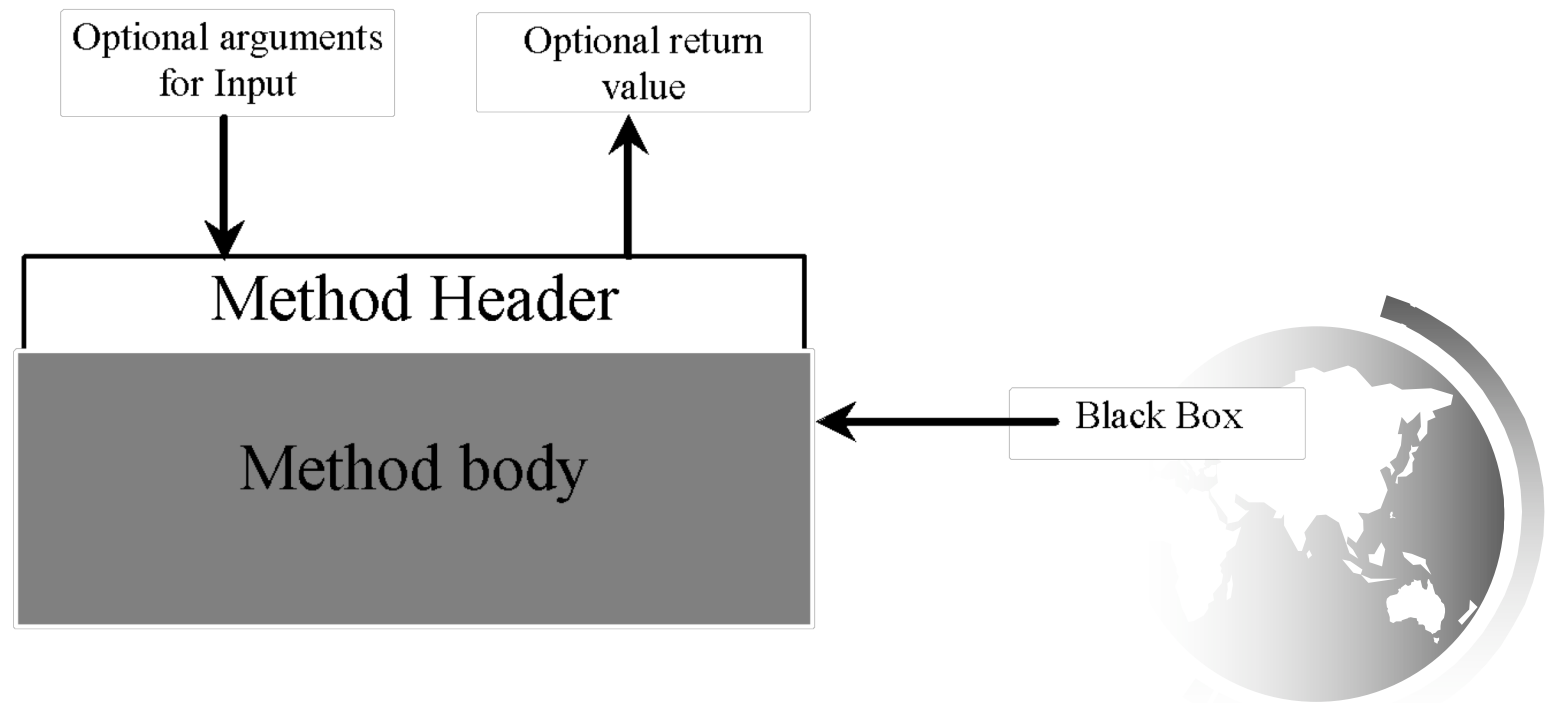 Optional arguments
for Input
Optional return
value
Method Header
Black Box
Method body